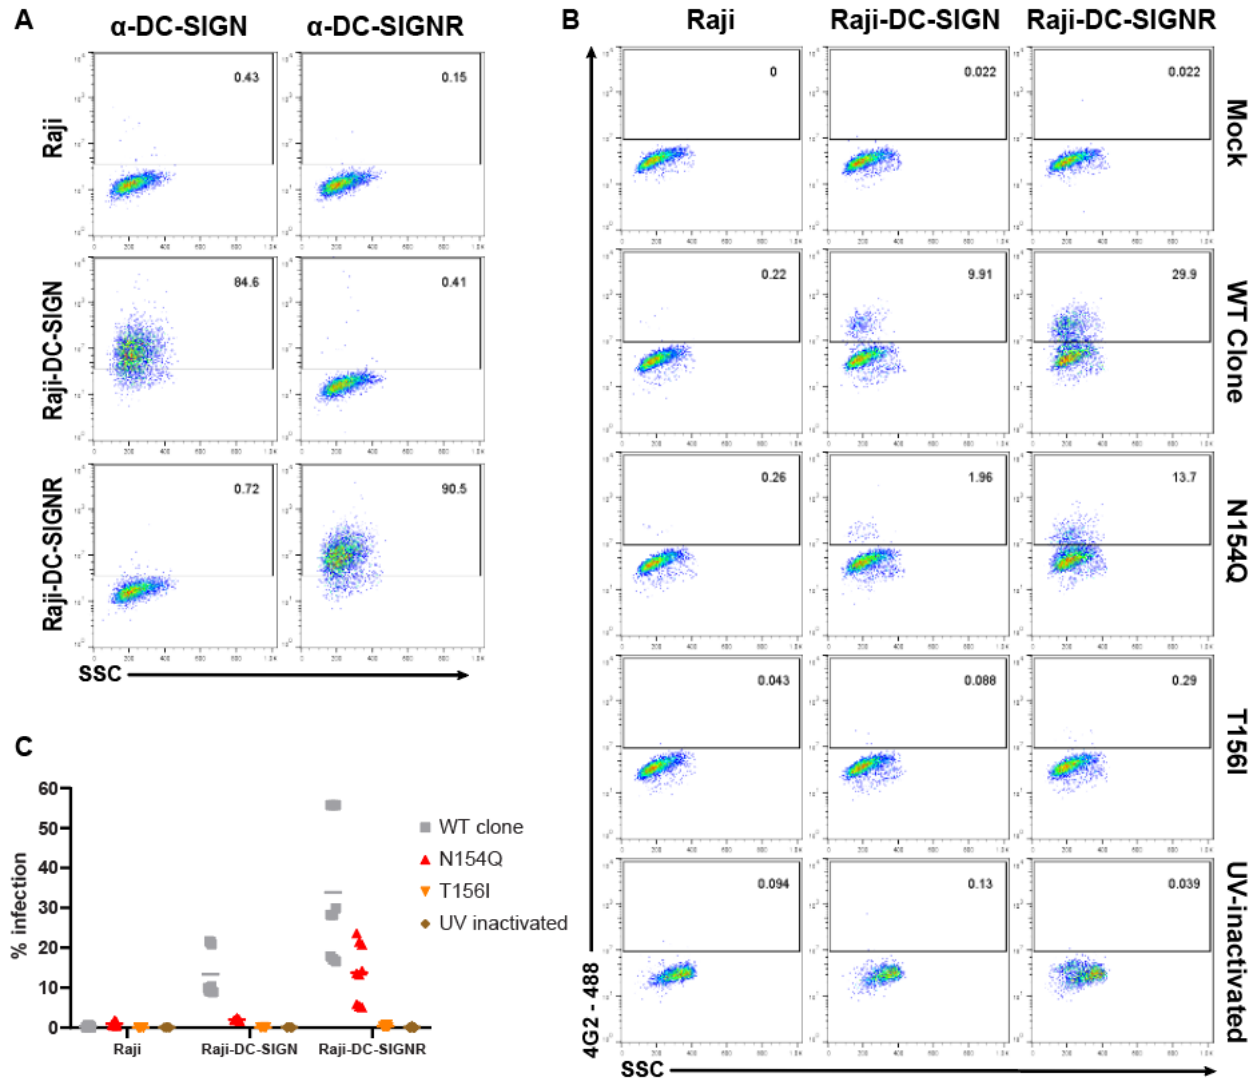 A
α-DC-SIGN
α-DC-SIGNR
Raji
0.43
0.15
Raji-DC-SIGN
84.6
0.41
Raji-DC-SIGNR
0.72
90.5
SSC
B
Raji
Raji-DC-SIGN
Raji-DC-SIGNR
0
0.022
0.022
Mock
0.22
9.91
29.9
WT Clone
0.26
1.96
13.7
N154Q
0.043
0.088
0.29
T156I
0.094
0.13
0.039
UV-inactivated
4G2 - 488
SSC
C
% infection
60
50
40
30
20
10
0
Raji
Raji-DC-SIGN
Raji-DC-SIGNR
WT clone
N154Q
T156I
UV inactivated